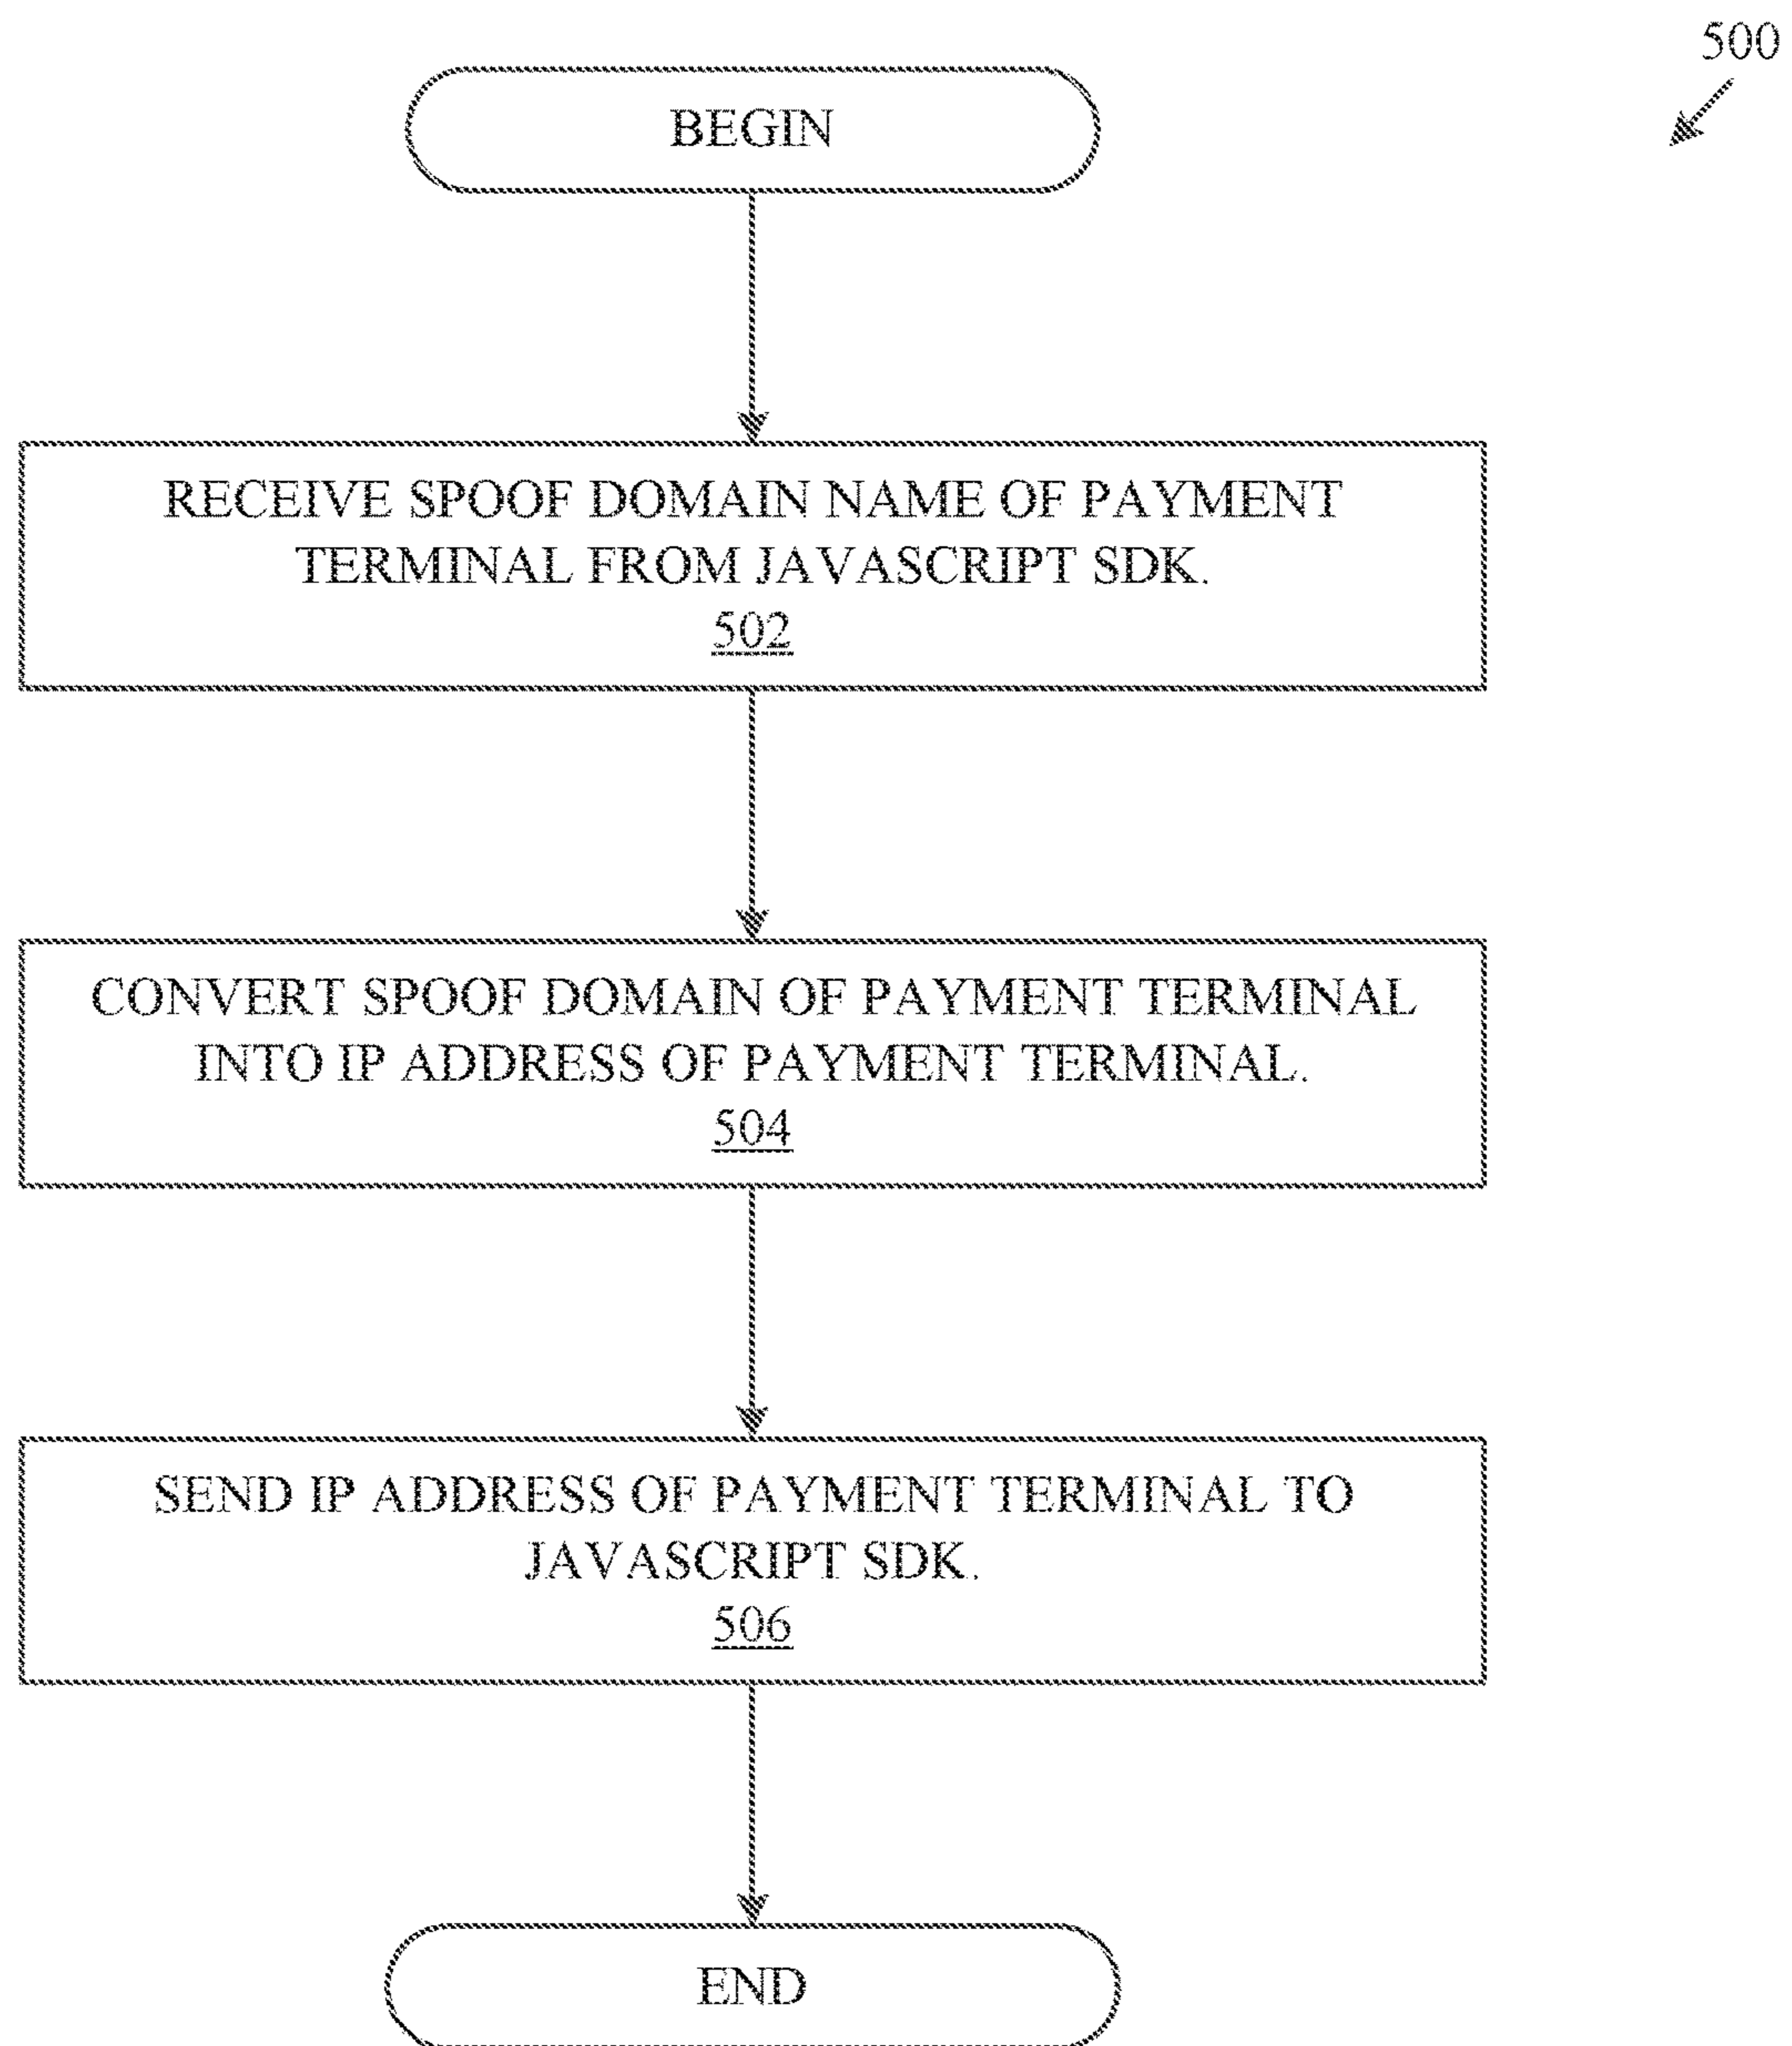 500
BEGIN
RECEIVE SPOOF DOMAIN NAME OF PAYMENT
TERMINAL FROM JAVASCRIPT SDK.
502
CONVERT SPOOF DOMAIN OF PAYMENT TERMINAL
INTO IP ADDRESS OF PAYMENT TERMINAL.
504
SEND IP ADDRESS OF PAYMENT TERMINAL TO
JAVASCRIPT SDK.
506
END